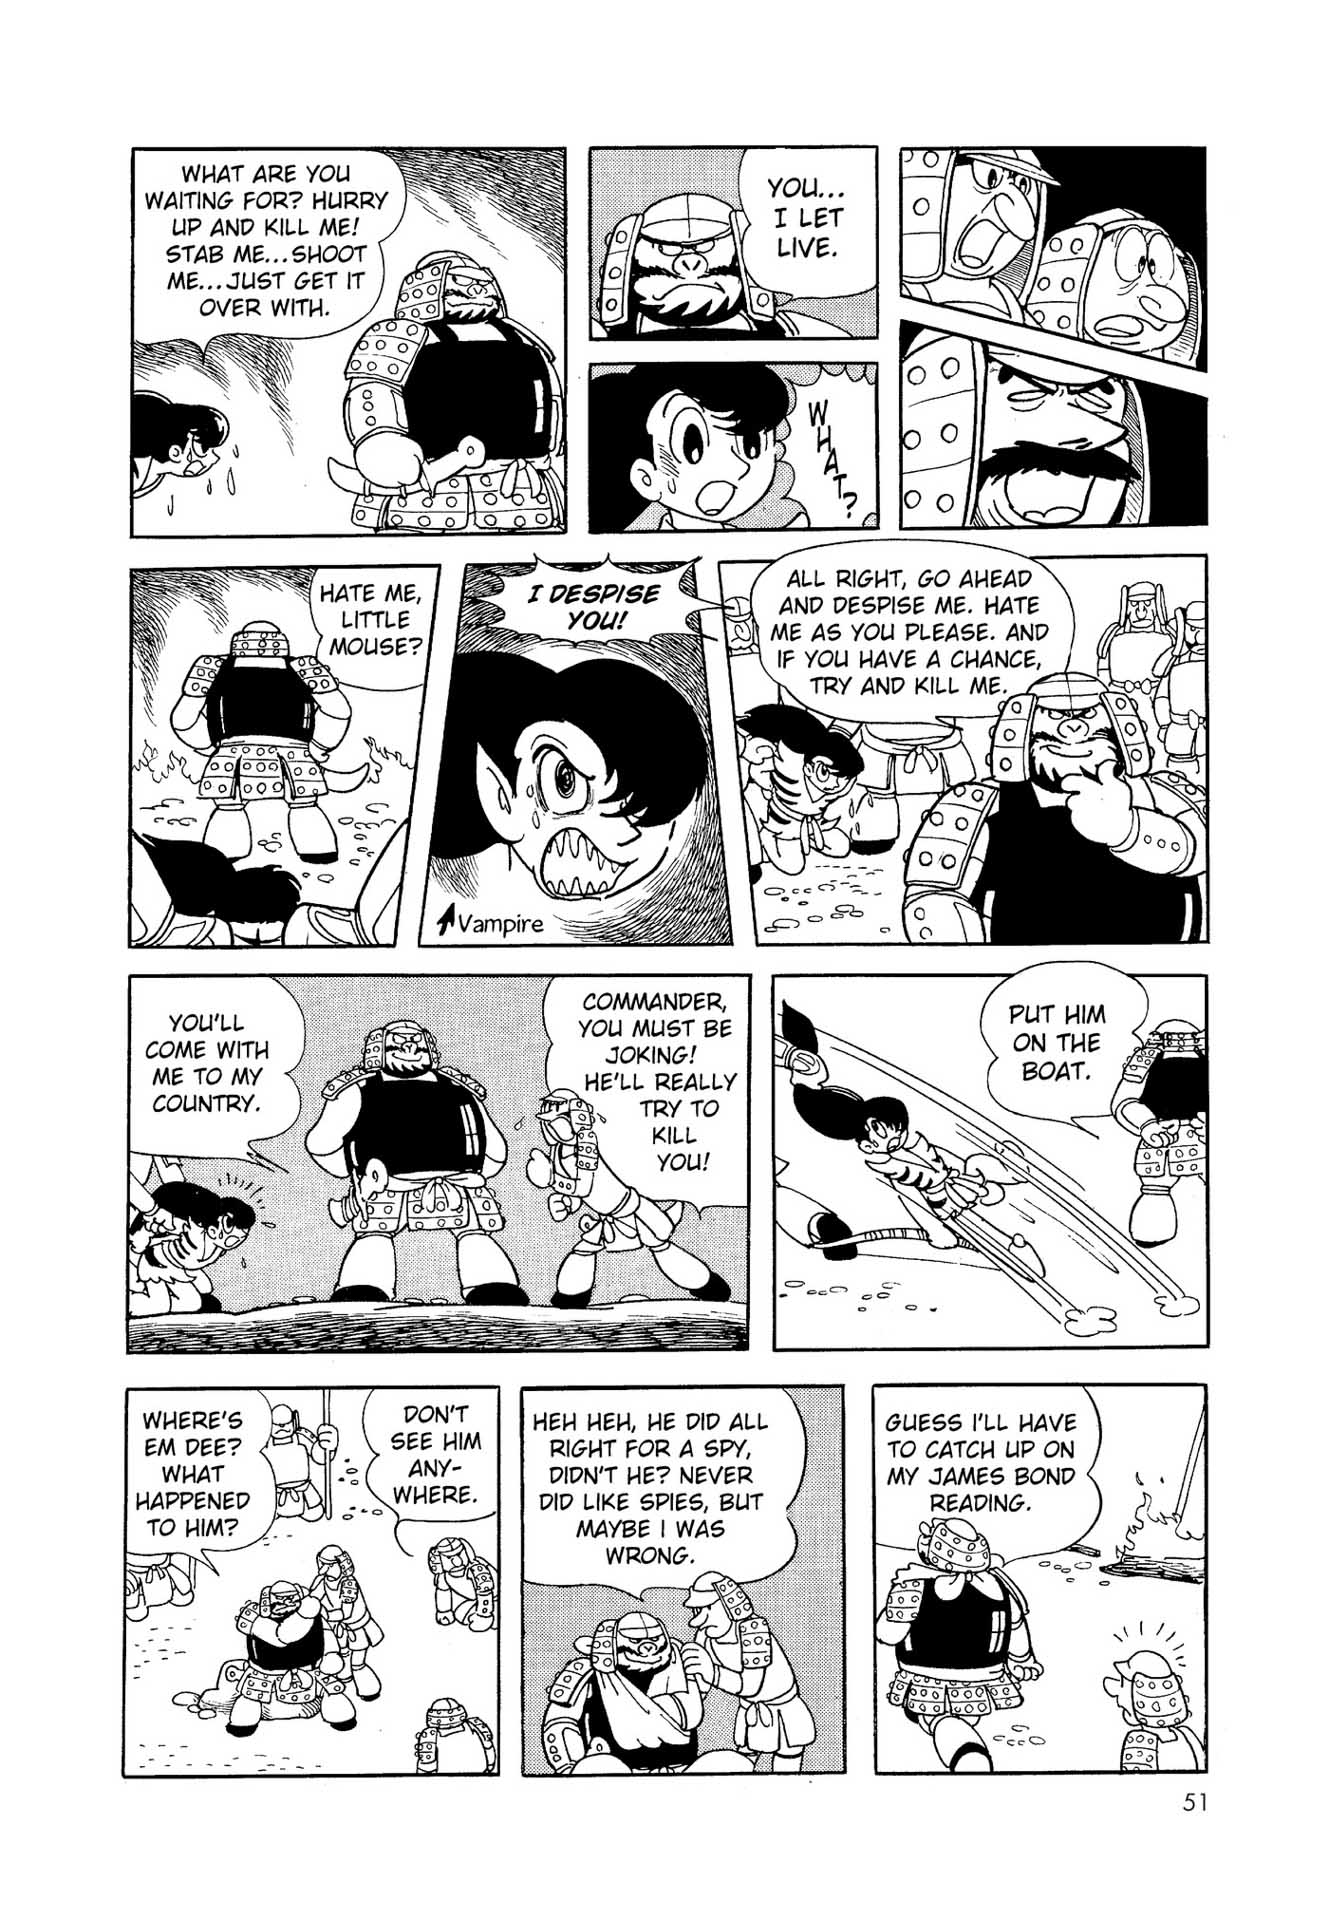 WHAT ARE YOU
WAITING FOR? HURRY
UP AND KILL ME!
STAB ME...SHOOT
ME...JUST GET IT
OVER WITH.
YOU...
I LET
LIVE.
WHAT?
HATE ME,
LITTLE
MOUSE?
I DESPISE
YOU!
Vampire
ALL RIGHT, GO AHEAD
AND DESPISE ME. HATE
ME AS YOU PLEASE. AND
IF YOU HAVE A CHANCE,
TRY AND KILL ME.
YOU'LL
COME WITH
ME TO MY
COUNTRY.
COMMANDER,
YOU MUST BE
JOKING!
HE'LL REALLY
TRY TO
KILL
YOU!
PUT HIM
ON THE
BOAT.
WHERE'S
EM DEE?
WHAT
HAPPENED
TO HIM?
DON'T
SEE HIM
ANY-
WHERE.
HEH HEH, HE DID ALL
RIGHT FOR A SPY,
DIDN'T HE? NEVER
DID LIKE SPIES, BUT
MAYBE I WAS
WRONG.
GUESS I'LL HAVE
TO CATCH UP ON
MY JAMES BOND
READING.
51